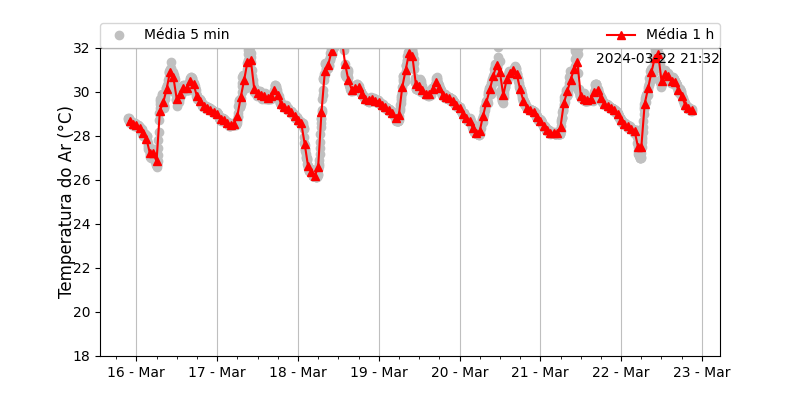 Média 5 min
Média 1 h
2024-03-22 21:32
Temperatura do Ar (°C)
32
30
28
26
24
22
20
18
16 - Mar
17 - Mar
18 - Mar
19 - Mar
20 - Mar
21 - Mar
22 - Mar
23 - Mar